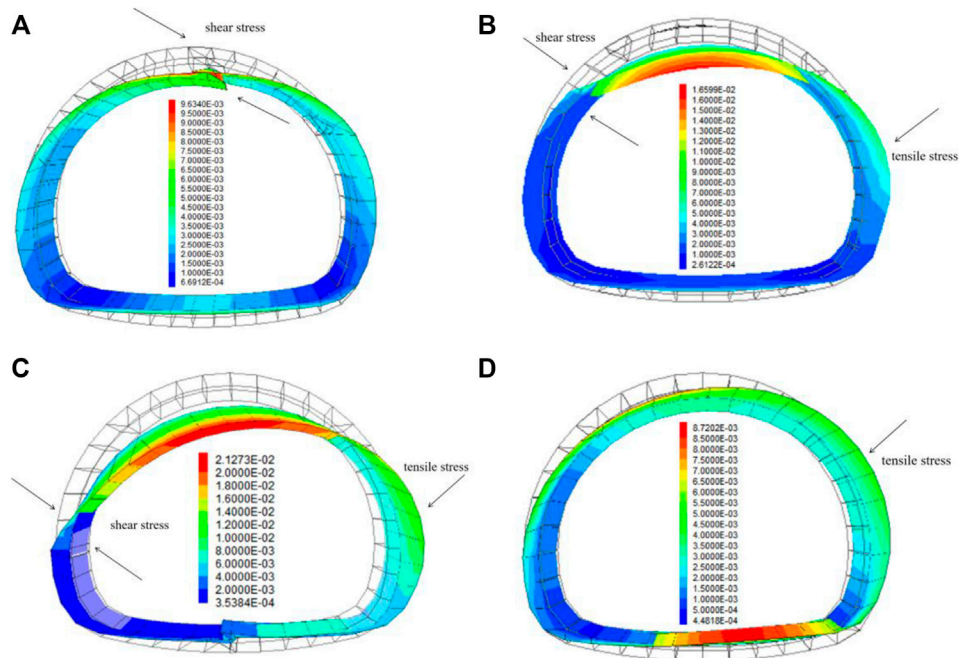 A
shear stress
9.6340E-03
9.5000E-03
9.0000E-03
8.5000E-03
8.0000E-03
7.5000E-03
7.0000E-03
6.5000E-03
6.0000E-03
5.5000E-03
5.0000E-03
4.5000E-03
4.0000E-03
3.5000E-03
3.0000E-03
2.5000E-03
2.0000E-03
1.5000E-03
1.0000E-03
6.6912E-04
B
shear stress
tensile stress
1.6599E-02
1.6000E-02
1.5000E-02
1.4000E-02
1.3000E-02
1.2000E-02
1.1000E-02
1.0000E-02
9.0000E-03
8.0000E-03
7.0000E-03
6.0000E-03
5.0000E-03
4.0000E-03
3.0000E-03
2.0000E-03
1.0000E-03
2.6122E-04
C
shear stress
tensile stress
2.1273E-02
2.0000E-02
1.8000E-02
1.6000E-02
1.4000E-02
1.2000E-02
1.0000E-02
8.0000E-03
6.0000E-03
4.0000E-03
2.0000E-03
3.5384E-04
D
tensile stress
8.7202E-03
8.5000E-03
8.0000E-03
7.5000E-03
7.0000E-03
6.5000E-03
6.0000E-03
5.5000E-03
5.0000E-03
4.5000E-03
4.0000E-03
3.5000E-03
3.0000E-03
2.5000E-03
2.0000E-03
1.5000E-03
1.0000E-03
5.0000E-04
4.4818E-04